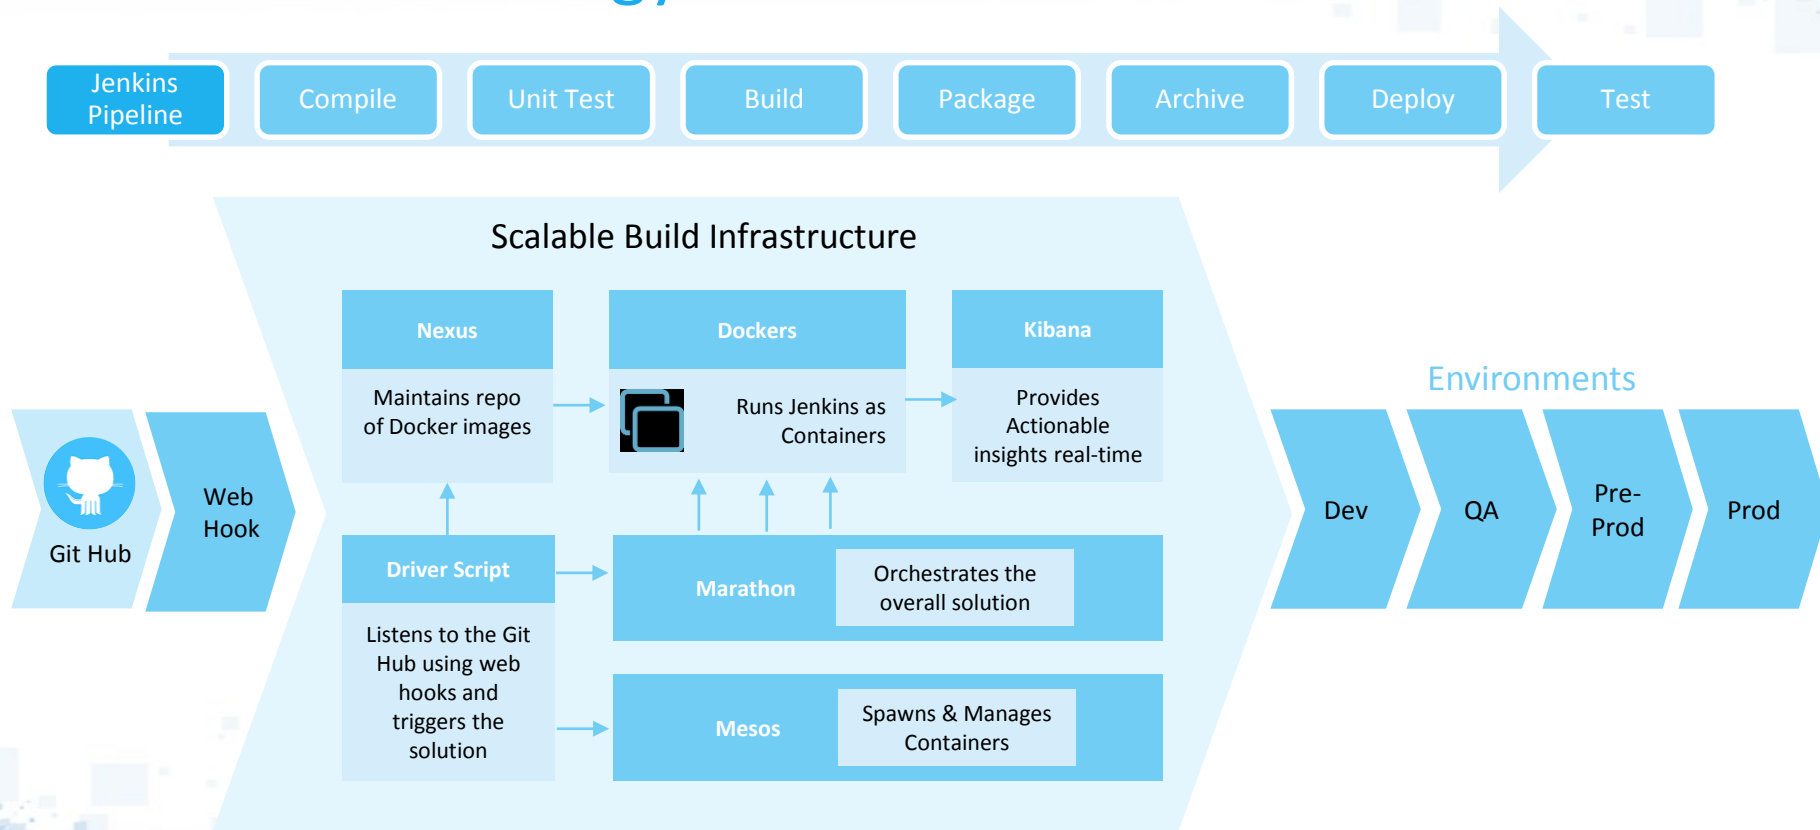 gy
Jenkins
Pipeline
Compile
Unit Test
Build
Package
Archive
Deploy
Test
Scalable Build Infrastructure
Nexus
Maintains repo
of Docker images
Dockers
Runs Jenkins as
Containers
Kibana
Provides
Actionable
insights real-time
Git Hub
Web
Hook
Driver Script
Listens to the Git
Hub using web
hooks and
triggers the
solution
Marathon
Orchestrates the
overall solution
Mesos
Spawns & Manages
Containers
Environments
Dev
QA
Pre-
Prod
Prod